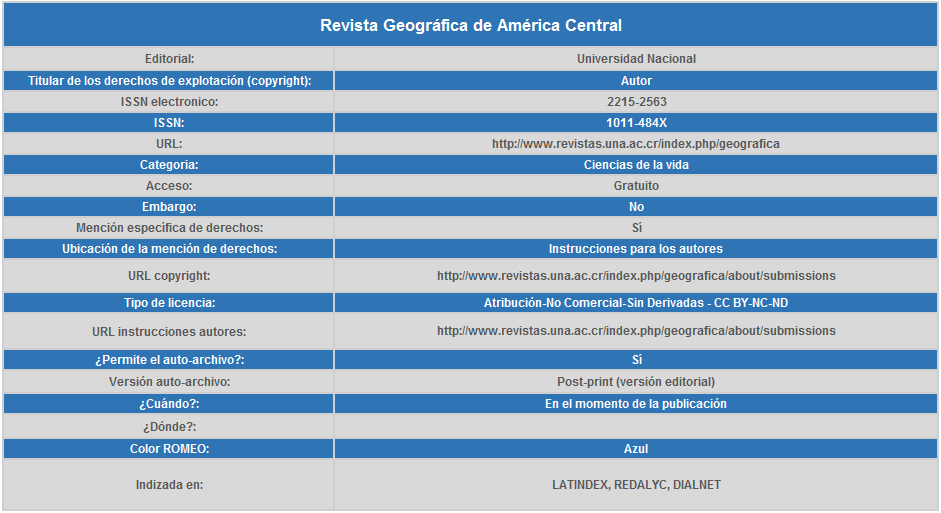 Revista Geográfica de América Central
Editorial: Universidad Nacional
Titular de los derechos de explotación (copyright): Autor
ISSN electronico: 2215-2563
ISSN: 1011-484X
URL: http://www.revistas.una.ac.cr/index.php/geografica
Categoria: Ciencias de la vida
Acceso: Gratuito
Embargo: No
Mención específica de derechos: Sí
Ubicación de la mención de derechos: Instrucciones para los autores
URL copyright: http://www.revistas.una.ac.cr/index.php/geografica/about/submissions
Tipo de licencia: Atribución-No Comercial-Sin Derivadas - CC BY-NC-ND
URL instrucciones autores: http://www.revistas.una.ac.cr/index.php/geografica/about/submissions
¿Permite el auto-archivo?: Sí
Versión auto-archivo: Post-print (versión editorial)
¿Cuándo?: En el momento de la publicación
¿Dónde?:
Color ROMEO: Azul
Indizada en: LATINDEX, REDALYC, DIALNET